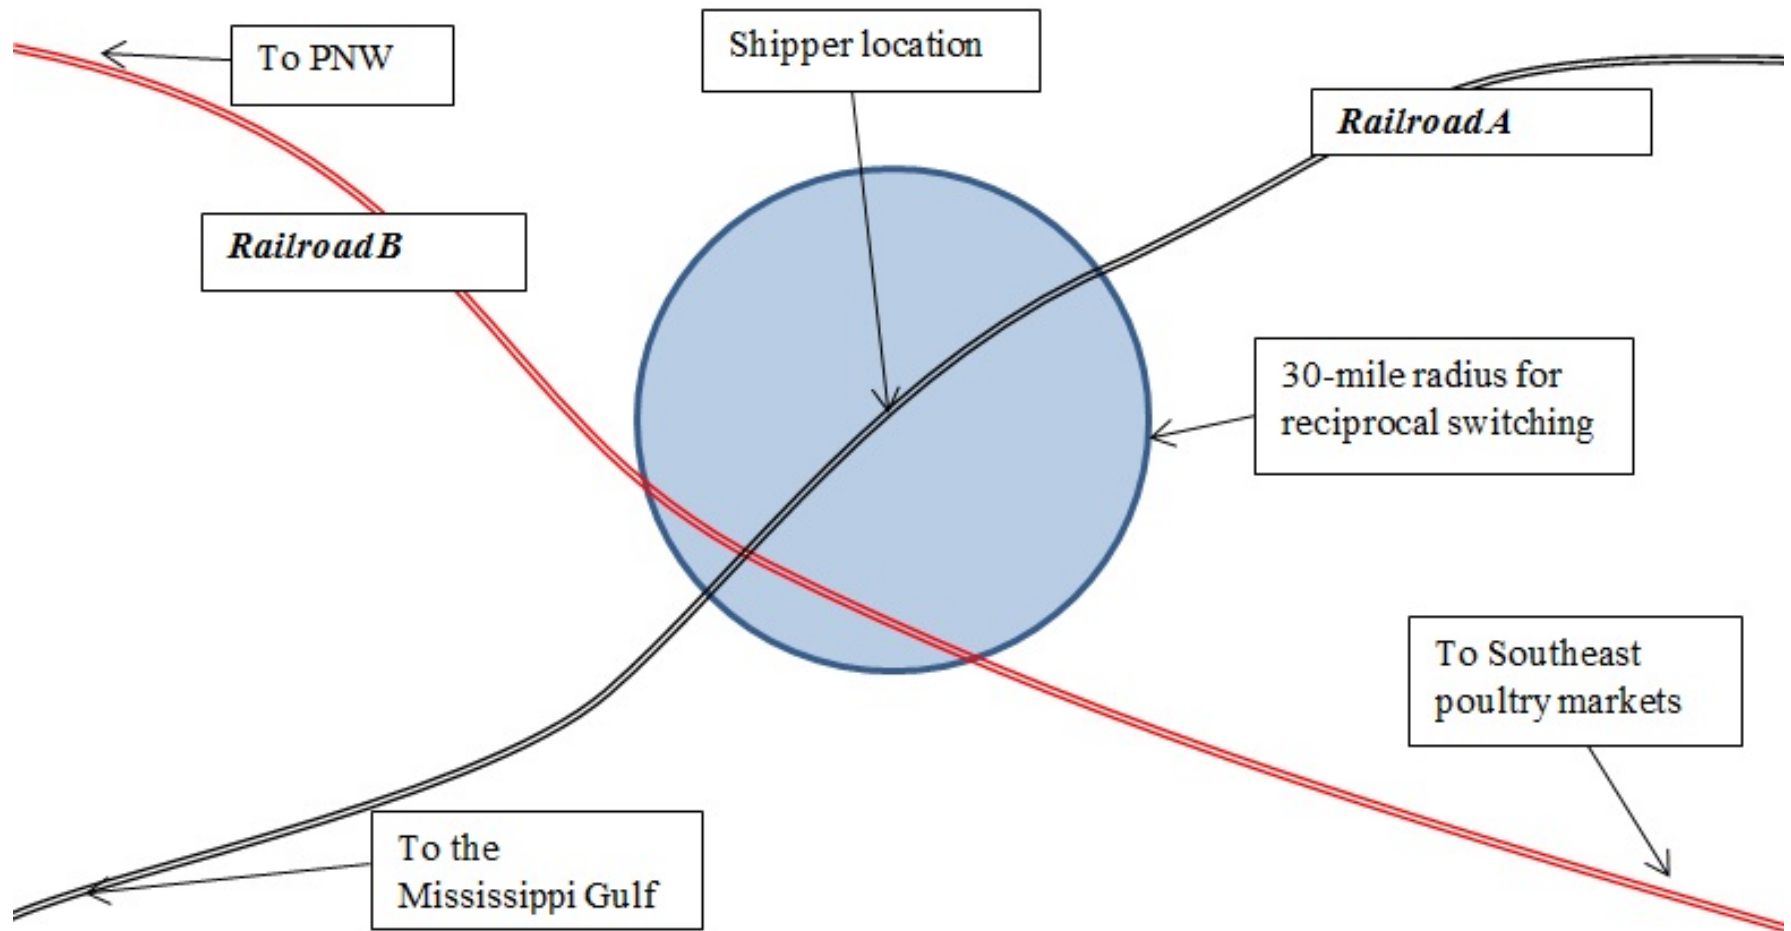 To PNW
Shipper location
Railroad A
Railroad B
30-mile radius for
reciprocal switching
To Southeast
poultry markets
To the
Mississippi Gulf